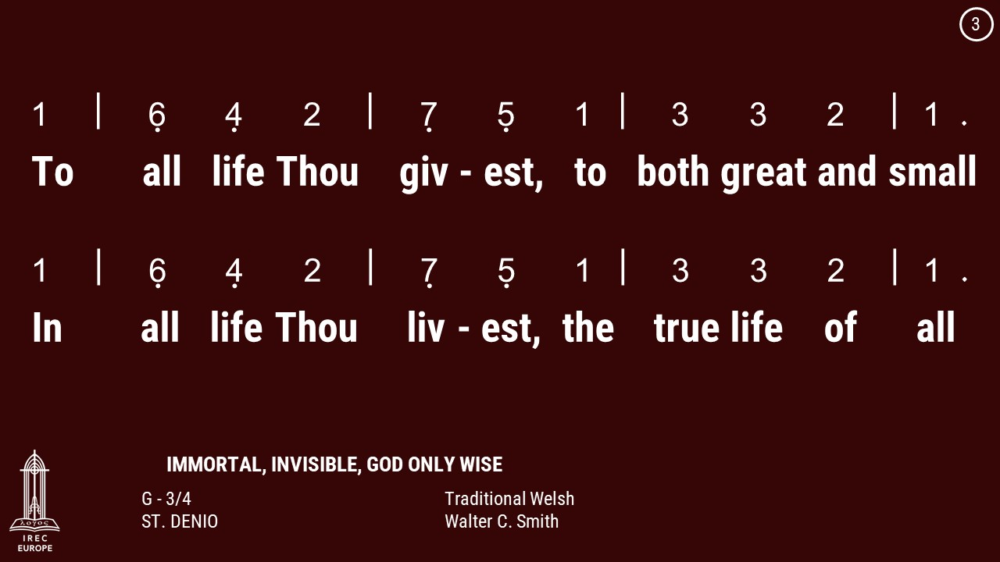 3
1 | 6̣ 4̣ 2 | 7̣ 5̣ 1 | 3 3 2 | 1 .
To all life Thou giv - est, to both great and small
1 | 6̣ 4̣ 2 | 7̣ 5̣ 1 | 3 3 2 | 1 .
In all life Thou liv - est, the true life of all
IMMORTAL, INVISIBLE, GOD ONLY WISE
G - 3/4
Traditional Welsh
ST. DENIO
Walter C. Smith
λογος
IREC
EUROPE